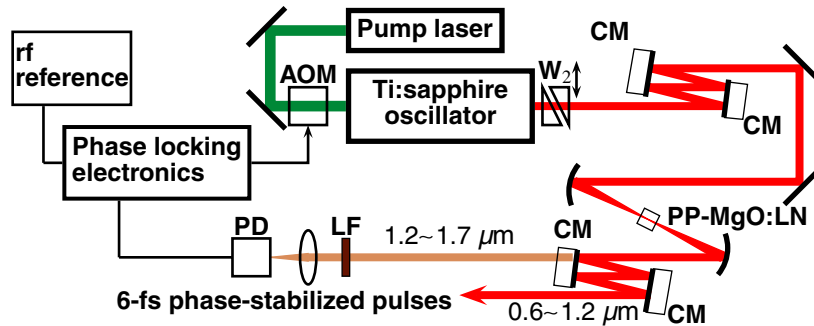 Pump laser
CM
rf
reference
AOM
Ti:sapphire
oscillator
W2
CM
Phase locking
electronics
PP-MgO:LN
PD
LF
1.2~1.7 µm
CM
6-fs phase-stabilized pulses
0.6~1.2 µm
CM